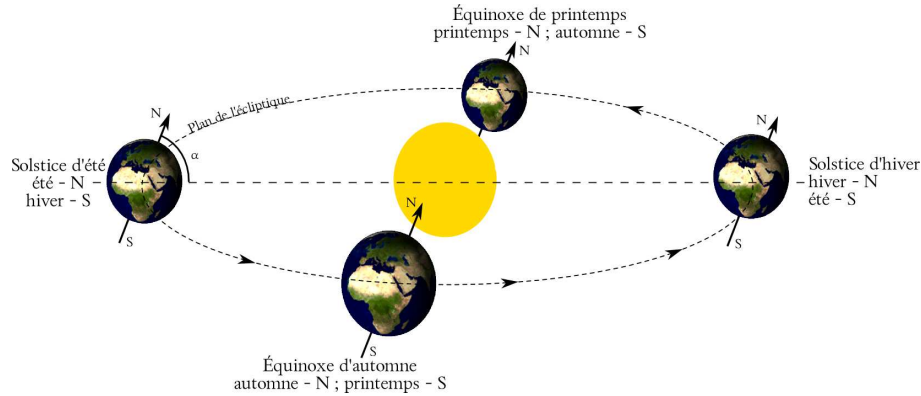 Équinoxe de printemps
printemps - N ; automne - S
N
Plan de l'écliptique
N
α
N
Solstice d'été
été - N
hiver - S
Solstice d'hiver
hiver - N
été - S
N
S
S
S
Équinoxe d'automne
automne - N ; printemps - S